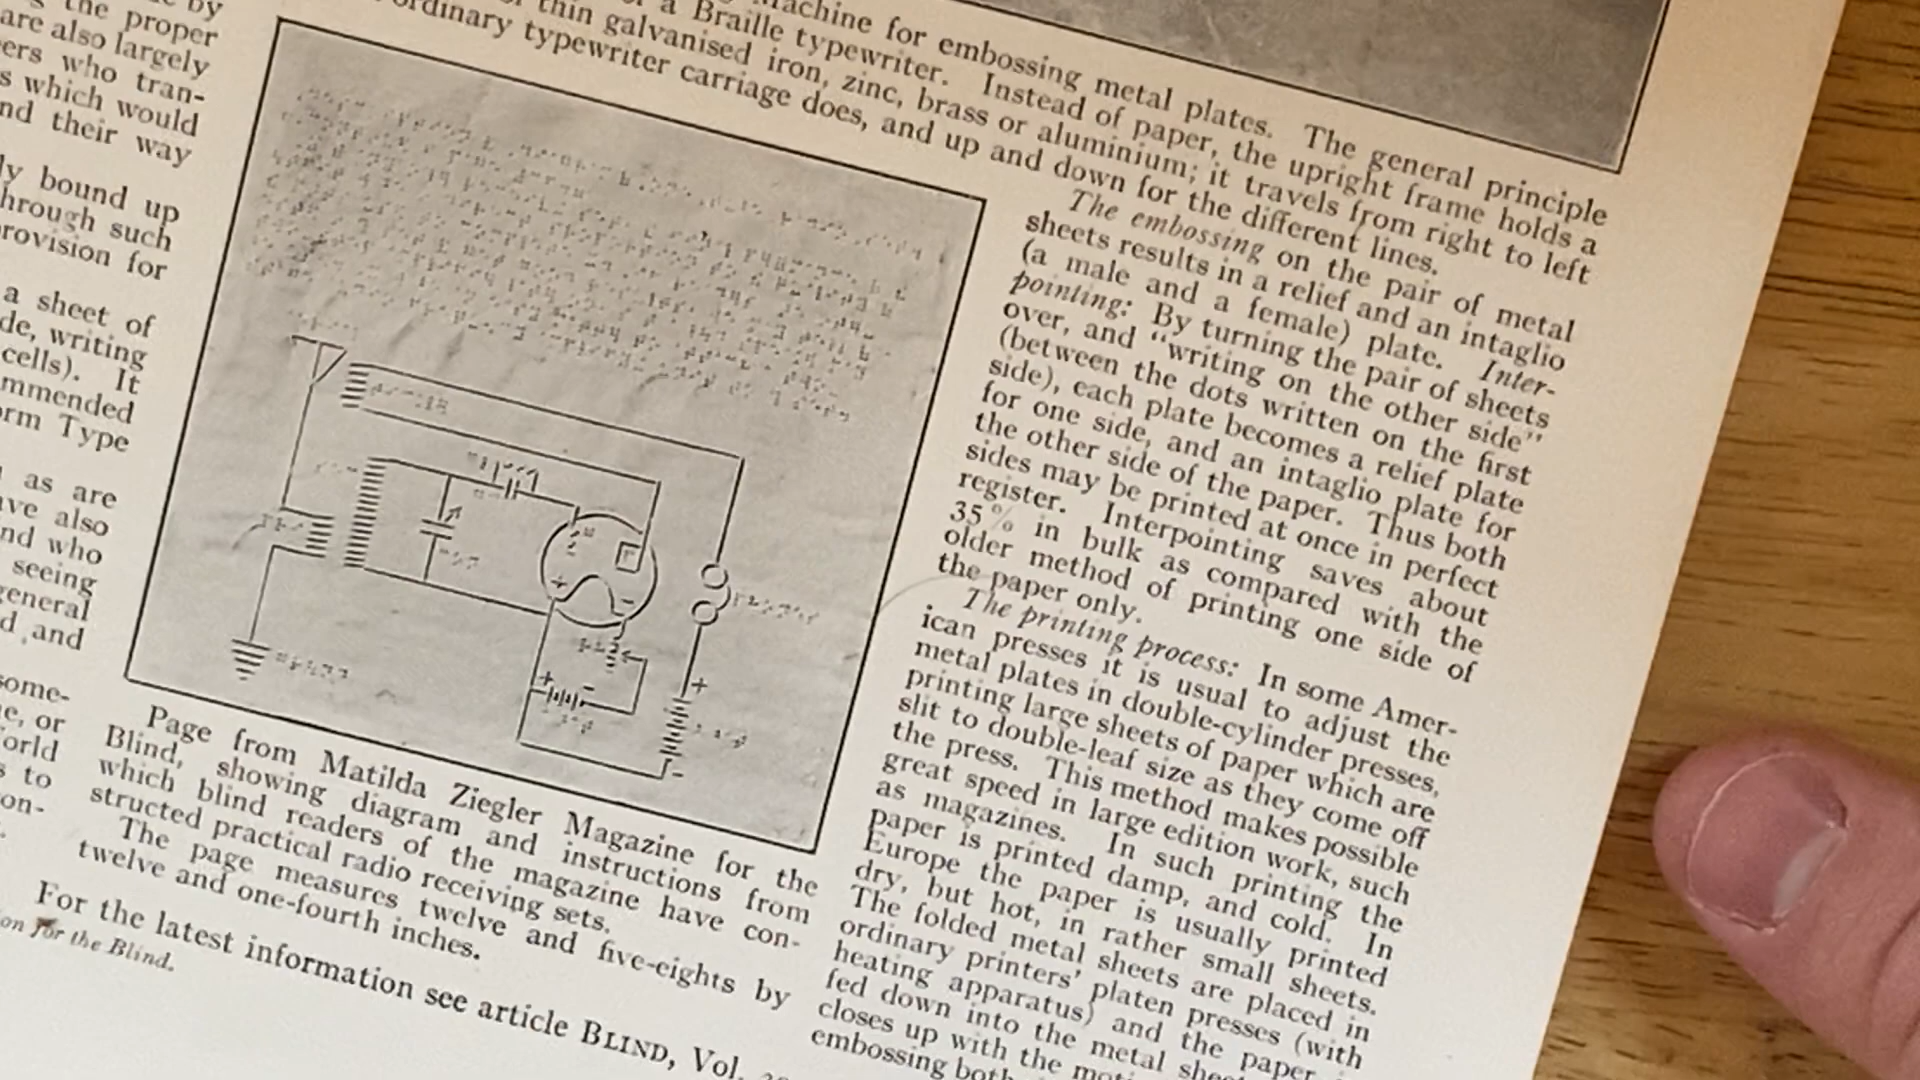 by
the proper
are also largely
ers who tran-
s which would
nd their way
ly bound up
hrough such
rovision for
a sheet of
de, writing
cells). It
mmended
orm Type
as are
ave also
nd who
seeing
general
d and
some-
ne, or
World
s to
on-
Machine for embossing metal plates. The general principle
a Braille typewriter. Instead of paper, the upright frame holds a
thin galvanised iron, zinc, brass or aluminium; it travels from right to left
ordinary typewriter carriage does, and up and down for the different lines.
The embossing on the pair of metal
sheets results in a relief and an intaglio
(a male and a female) plate. Inter-
pointing: By turning the pair of sheets
over, and "writing on the other side"
(between the dots written on the first
side), each plate becomes a relief plate
for one side, and an intaglio plate for
the other side of the paper. Thus both
sides may be printed at once in perfect
register. Interpointing saves about
35% in bulk as compared with the
older method of printing one side of
the paper only.
The printing process: In some Amer-
ican presses it is usual to adjust the
metal plates in double-cylinder presses,
printing large sheets of paper which are
slit to double-leaf size as they come off
the press. This method makes possible
great speed in large edition work, such
as magazines. In such printing the
paper is printed damp, and cold. In
Europe the paper is usually printed
dry, but hot, in rather small sheets.
The folded metal sheets are placed in
ordinary printers' platen presses (with
heating apparatus) and the paper
fed down into the metal
closes up with the
embossing
Page from Matilda Ziegler Magazine for the
Blind, showing diagram and instructions from
which blind readers of the magazine have con-
structed practical radio receiving sets.
The page measures twelve and five-eights by
twelve and one-fourth inches.
For the latest information see article BLIND, Vol.
on for the Blind.